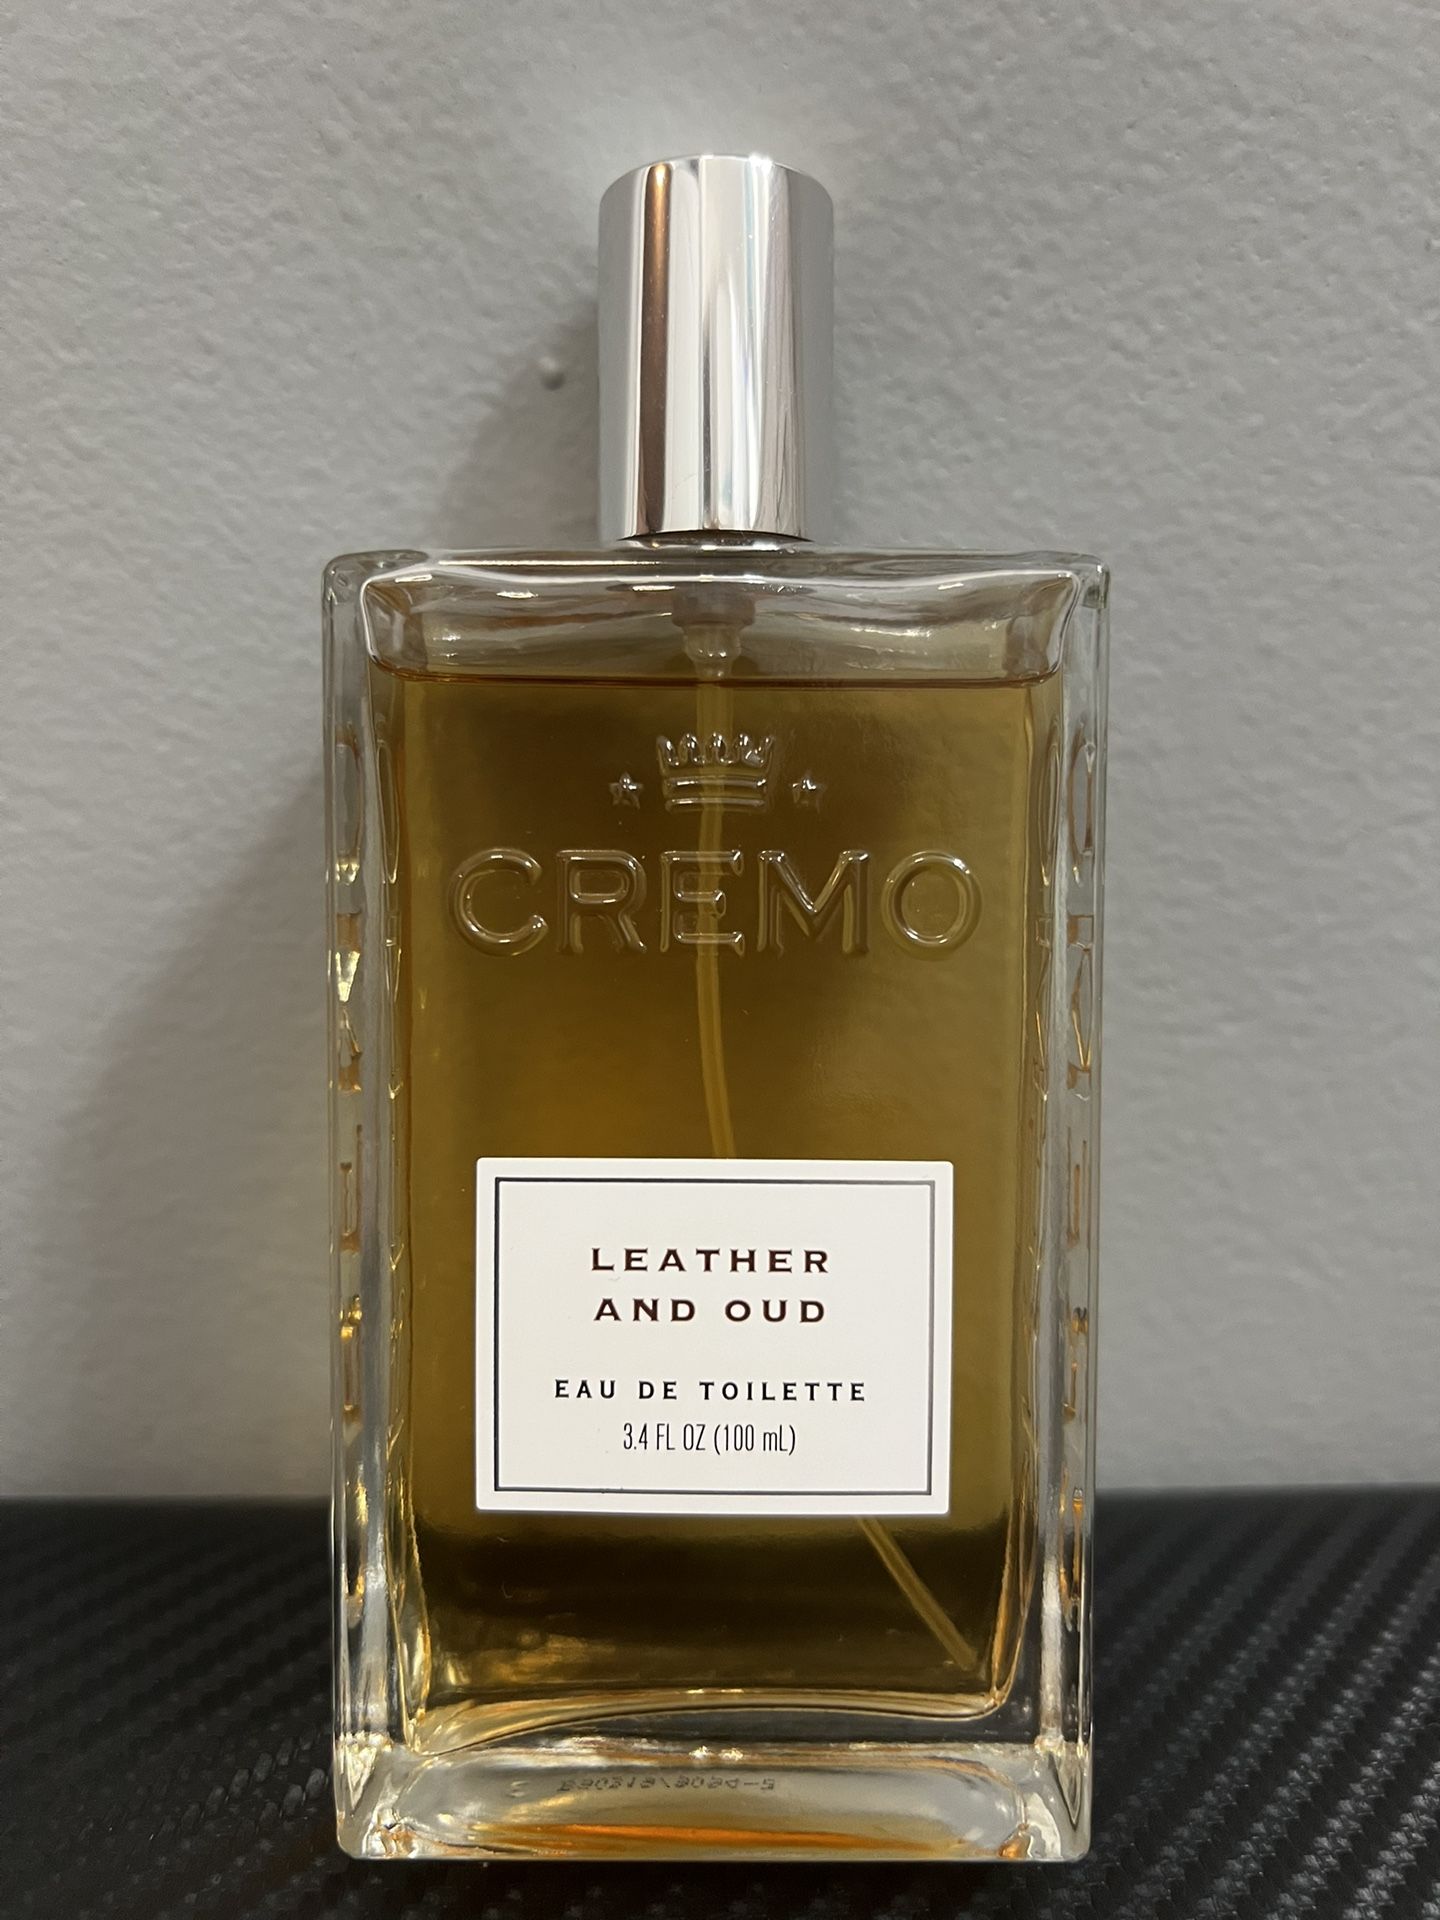 CREMO
LEATHER
AND OUD
EAU DE TOILETTE
3.4 FL OZ (100 mL)